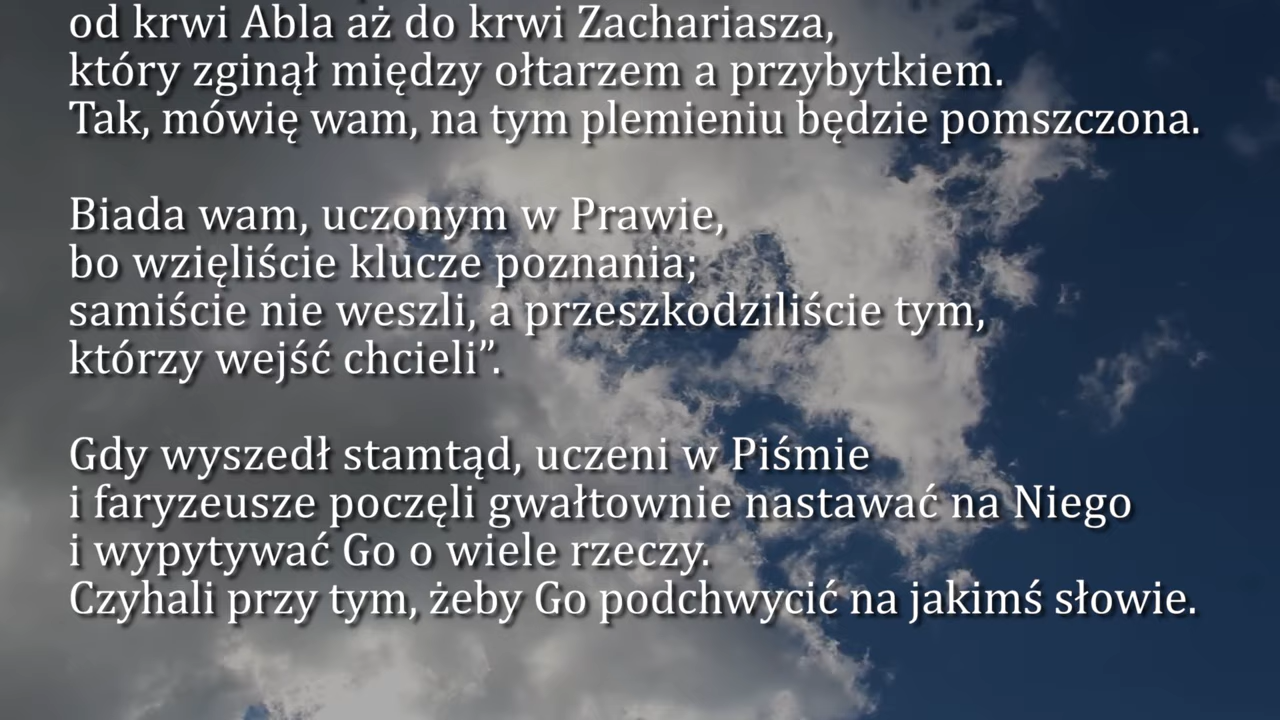 od krwi Abla aż do krwi Zachariasza,
który zginął między ołtarzem a przybytkiem.
Tak, mówię wam, na tym plemieniu będzie pomszczona.
Biada wam, uczonym w Prawie,
bo wzięliście klucze poznania;
samiście nie weszli, a przeszkodziliście tym,
którzy wejść chcieli”.
Gdy wyszedł stamtąd, uczeni w Piśmie
i faryzeusze poczęli gwałtownie nastawać na Niego
i wypytywać Go o wiele rzeczy.
Czyhali przy tym, żeby Go podchwycić na jakimś słowie.